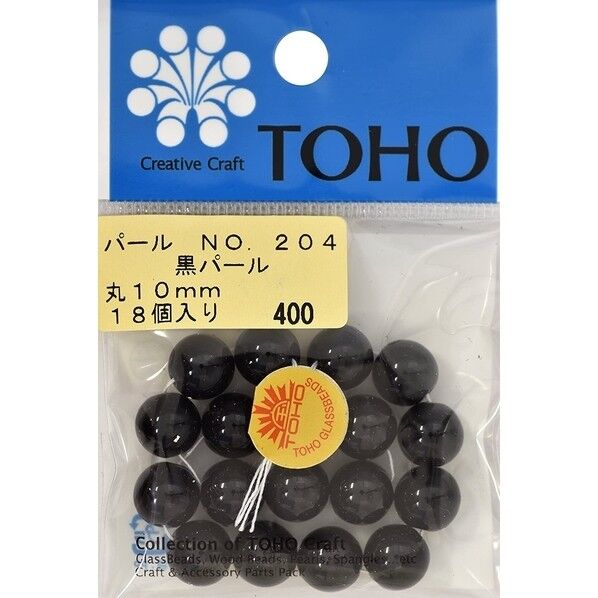 Creative Craft
TOHO
パール　ＮＯ．２０４
黒パール
丸１０ｍｍ
１８個入り
400
TOHO
TOHO GLASSBEADS
Collection of TOHO Craft
GlassBeads, Wood Beads, Pearls, Spangles...etc
Craft & Accessory Parts Pack